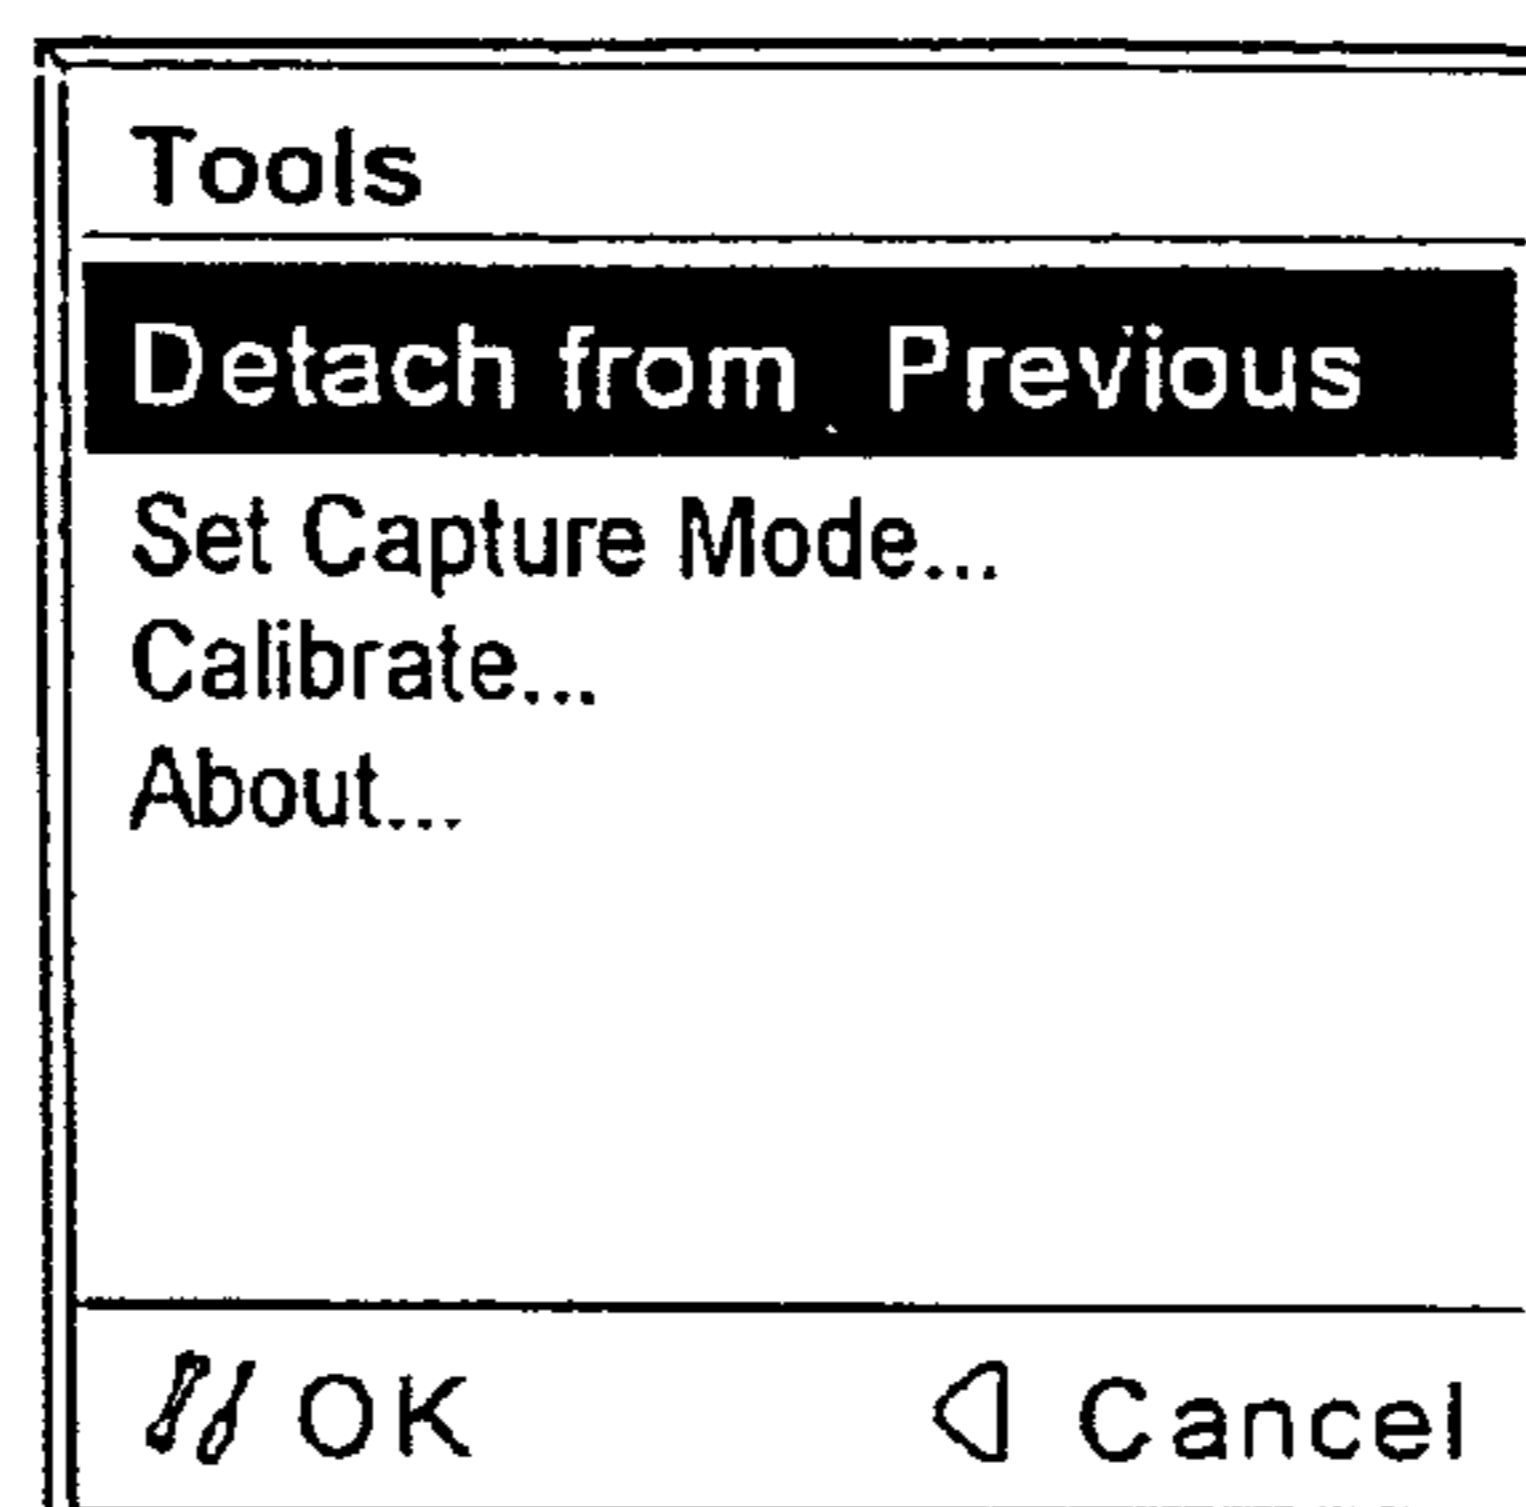 Tools
Detach from Previous
Set Capture Mode...
Calibrate...
About...
OK Cancel